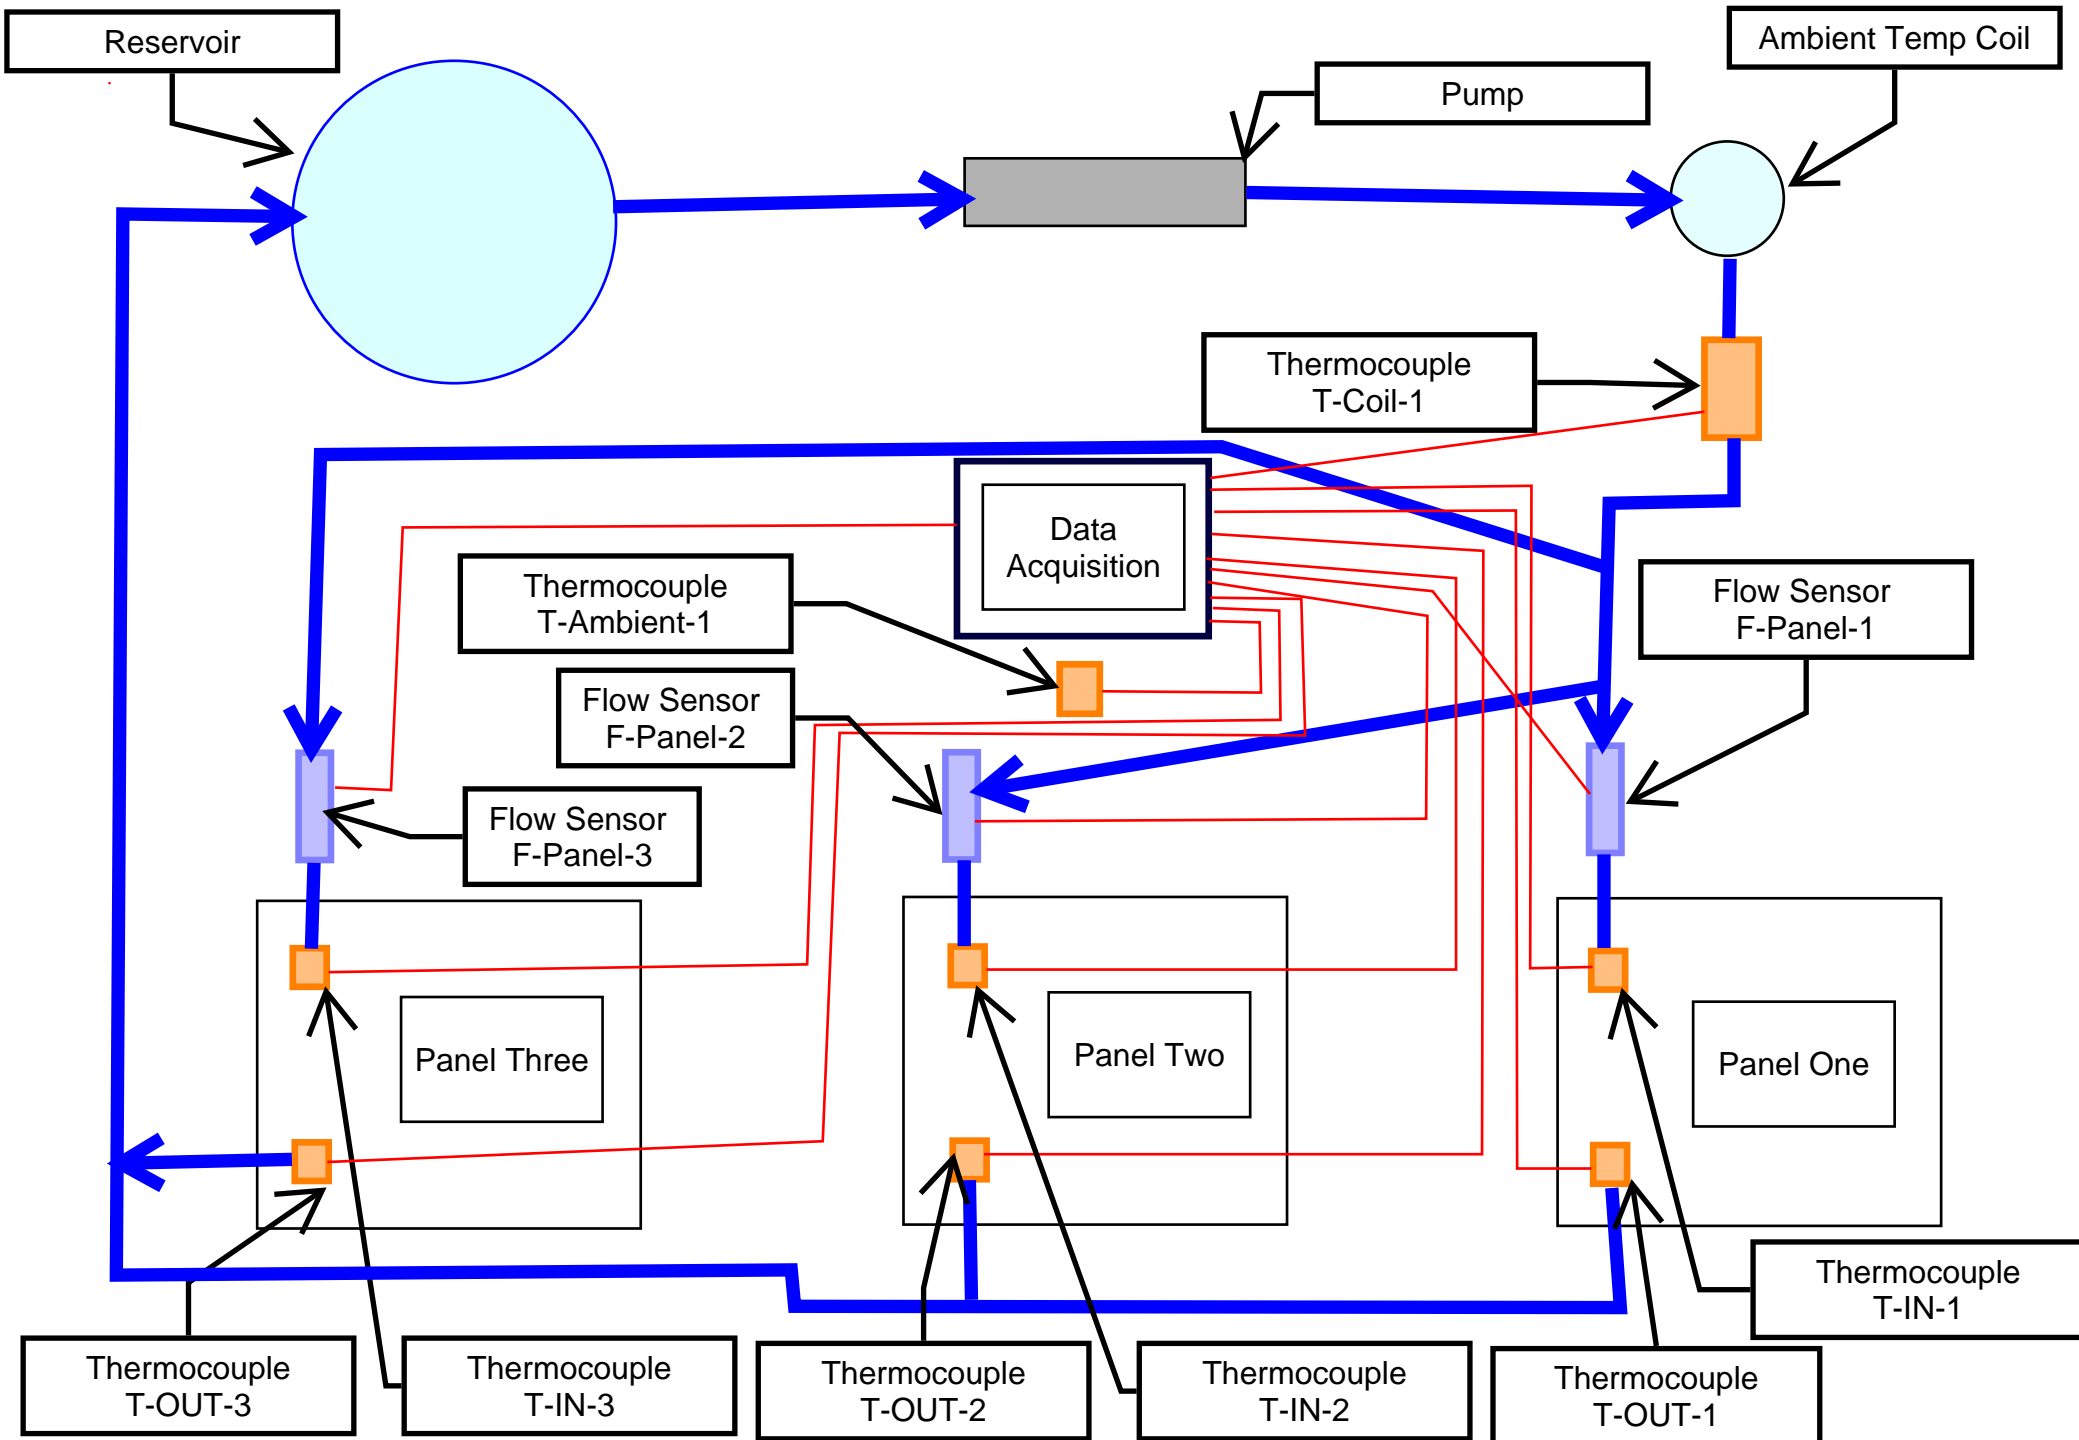 Reservoir
Ambient Temp Coil
Pump
Thermocouple
T-Coil-1
Data
Acquisition
Thermocouple
T-Ambient-1
Flow Sensor
F-Panel-1
Flow Sensor
F-Panel-2
Flow Sensor
F-Panel-3
Panel Three
Panel Two
Panel One
Thermocouple
T-IN-1
Thermocouple
T-OUT-3
Thermocouple
T-IN-3
Thermocouple
T-OUT-2
Thermocouple
T-IN-2
Thermocouple
T-OUT-1